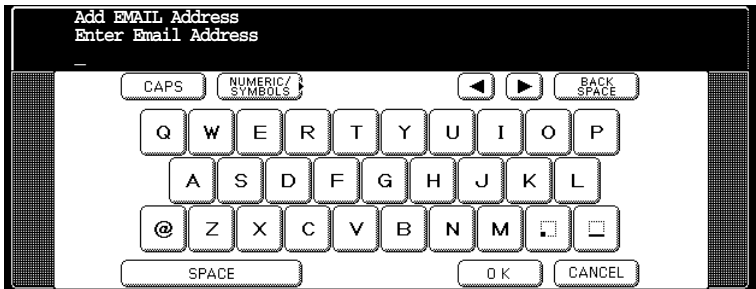 Add EMAIL Address
Enter Email Address
_
CAPS NUMERIC/ SYMBOLS ◀ ▶ BACK SPACE
Q W E R T Y U I O P
A S D F G H J K L
@ Z X C V B N M . _
SPACE OK CANCEL